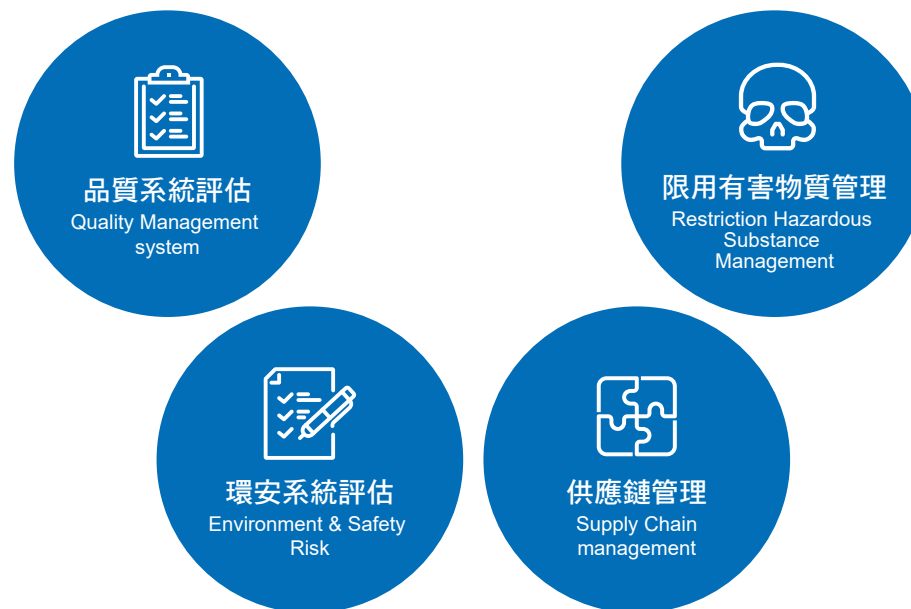 品質系統評估
Quality Management
system
限用有害物質管理
Restriction Hazardous
Substance
Management
環安系統評估
Environment & Safety
Risk
供應鏈管理
Supply Chain
management